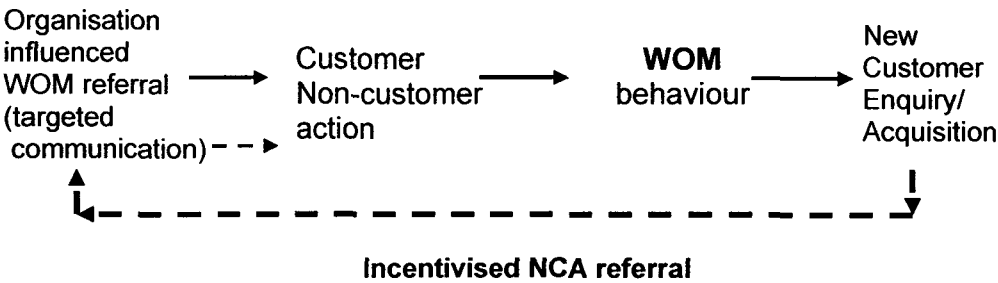 Organisation
influenced
WOM referral
(targeted
communication)
Customer
Non-customer
action
WOM
behaviour
New
Customer
Enquiry/
Acquisition
Incentivised NCA referral